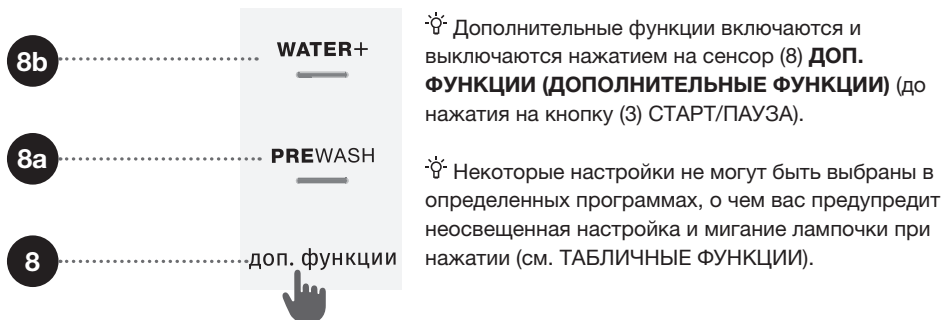 8b
WATER+
8a
PREWASH
8
доп. функции
Дополнительные функции включаются и
выключаются нажатием на сенсор (8) ДОП.
ФУНКЦИИ (ДОПОЛНИТЕЛЬНЫЕ ФУНКЦИИ) (до
нажатия на кнопку (3) СТАРТ/ПАУЗА).
Некоторые настройки не могут быть выбраны в
определенных программах, о чем вас предупредит
неосвещенная настройка и мигание лампочки при
нажатии (см. ТАБЛИЧНЫЕ ФУНКЦИИ).